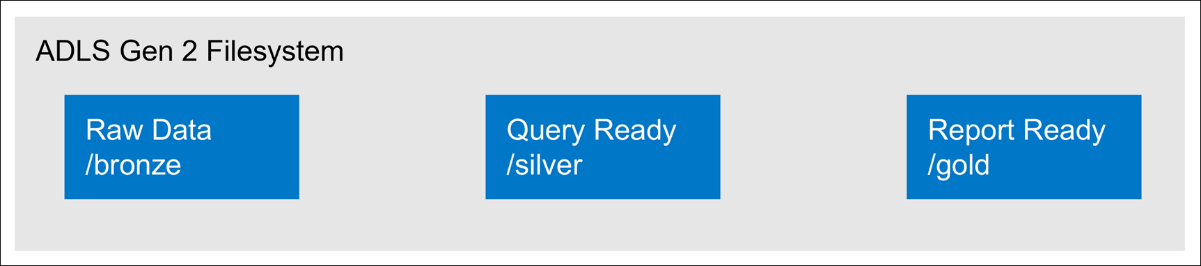 ADLS Gen 2 Filesystem
Raw Data
/bronze
Query Ready
/silver
Report Ready
/gold